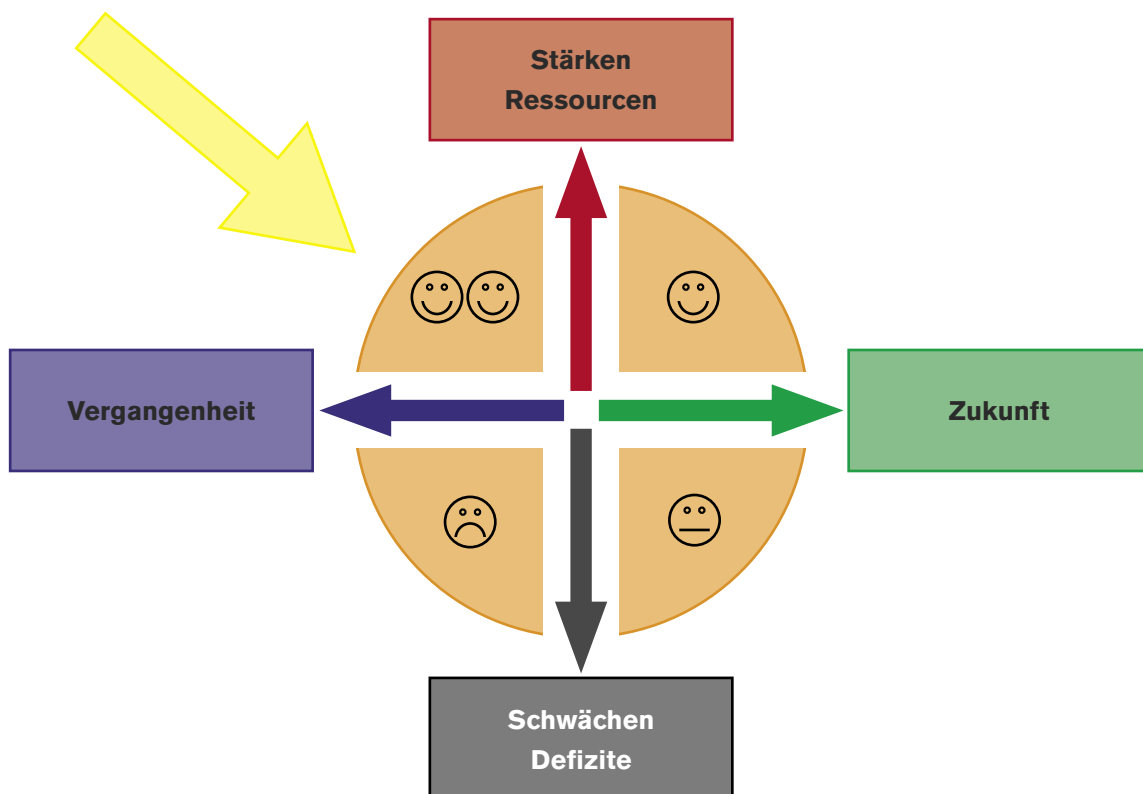 Stärken
Ressourcen
Vergangenheit
Zukunft
Schwächen
Defizite